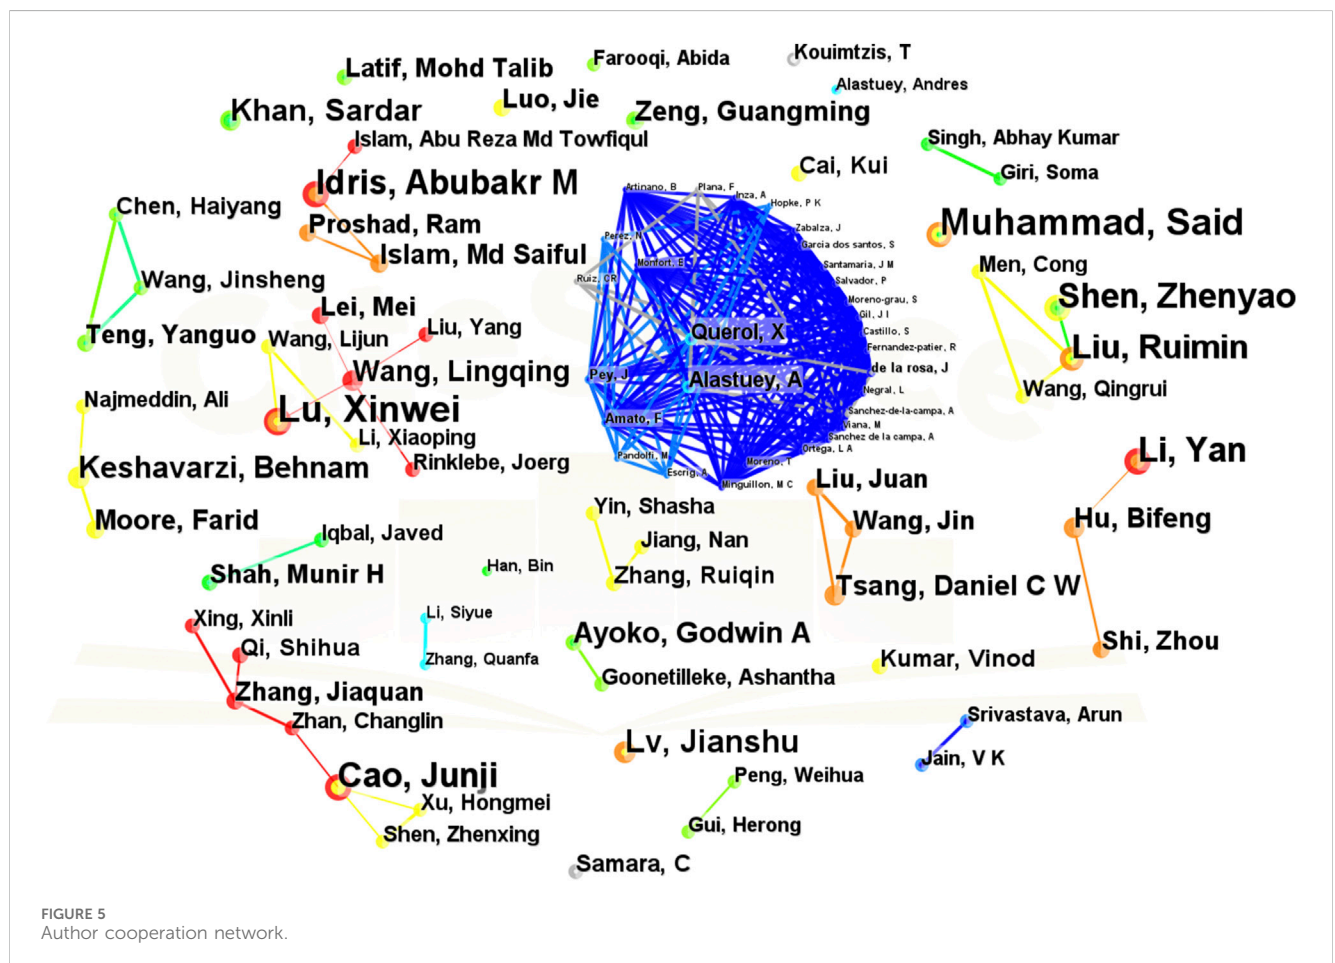 Kouimtzis, T
Farooqi, Abida
Latif, Mohd Talib
Alastuey, Andres
Luo, Jie
Khan, Sardar
Zeng, Guangming
Islam, Abu Reza Md Towfiqul
Singh, Abhay Kumar
Cai, Kui
Giri, Soma
Idris, Abubakr M
Artinano, B
Plana, F
Inza, A
Hopke, P K
Chen, Haiyang
Muhammad, Said
Proshad, Ram
Zabalza, J
Perez, N
Garcia dos santos, S
Islam, Md Saiful
Monfort, E
Santamaria, J M
Men, Cong
Wang, Jinsheng
Ruiz, CR
Salvador, P
Shen, Zhenyao
Moreno-grau, S
Lei, Mei
Gil, J I
Liu, Yang
Querol, X
Castillo, S
Teng, Yanguo
Wang, Lijun
Fernandez-patier, R
Liu, Ruimin
Wang, Lingqing
Pey, J
de la rosa, J
Alastuey, A
Negral, L
Wang, Qingrui
Najmeddin, Ali
Lu, Xinwei
Sanchez-de-la-campa, A
Amato, F
Viana, M
Li, Xiaoping
Sanchez de la campa, A
Ortega, L A
Li, Yan
Pandolfi, M
Rinklebe, Joerg
Moreno, T
Keshavarzi, Behnam
Escrig, A
Minguillon, M C
Liu, Juan
Yin, Shasha
Moore, Farid
Wang, Jin
Hu, Bifeng
Iqbal, Javed
Jiang, Nan
Han, Bin
Shah, Munir H
Zhang, Ruiqin
Tsang, Daniel C W
Li, Siyue
Xing, Xinli
Ayoko, Godwin A
Shi, Zhou
Qi, Shihua
Zhang, Quanfa
Kumar, Vinod
Goonetilleke, Ashantha
Zhang, Jiaquan
Zhan, Changlin
Srivastava, Arun
Lv, Jianshu
Jain, V K
Cao, Junji
Peng, Weihua
Xu, Hongmei
Gui, Herong
Shen, Zhenxing
Samara, C
CiteSpace
FIGURE 5
Author cooperation network.